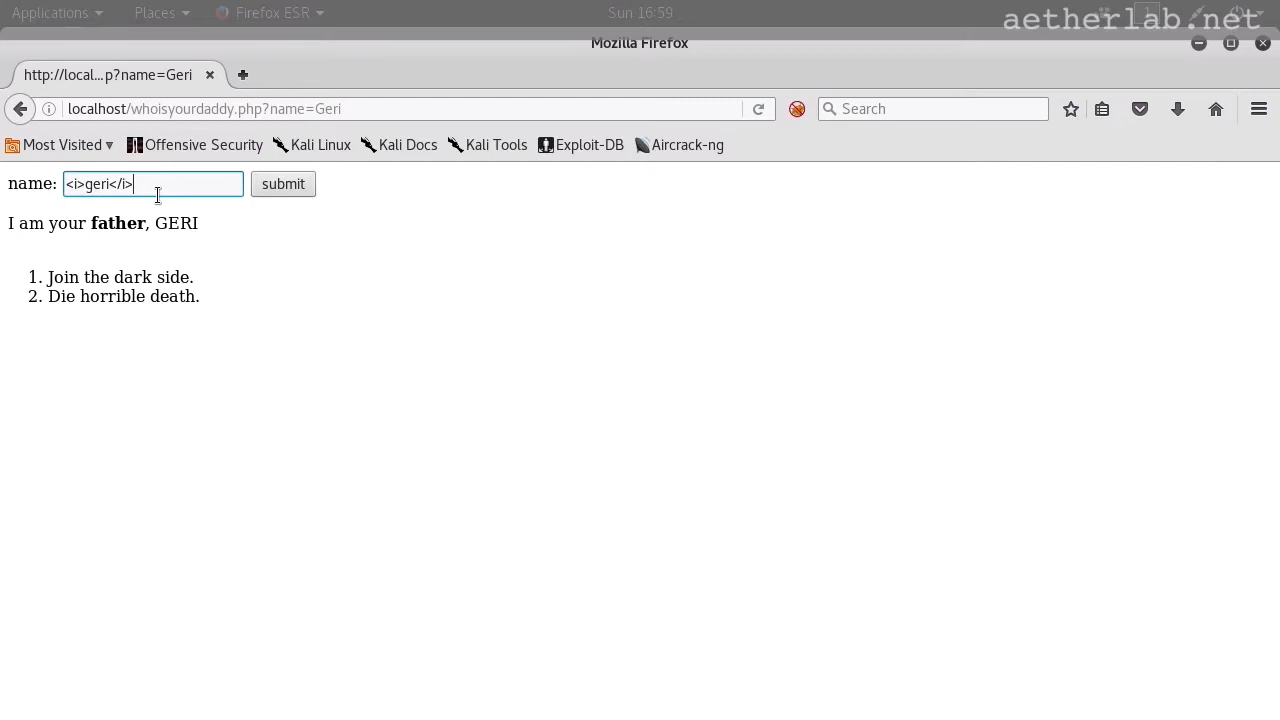 Applications Places Firefox ESR Sun 16:59 1
aetherlab.net
Mozilla Firefox
http://local...p?name=Geri
localhost/whoisyourdaddy.php?name=Geri Search
Most Visited Offensive Security Kali Linux Kali Docs Kali Tools Exploit-DB Aircrack-ng
name: <i>geri</i> submit
I am your father, GERI
1. Join the dark side.
2. Die horrible death.